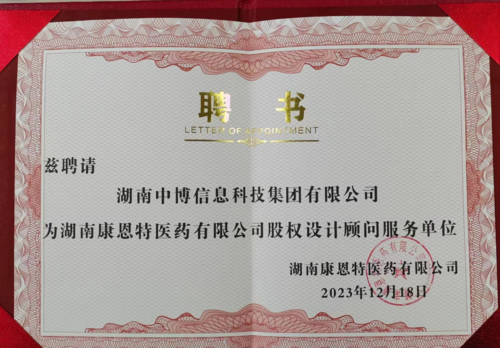 聘书
LETTER OF APPOINTMENT
兹聘请
湖南中博信息科技集团有限公司
为湖南康恩特医药有限公司股权设计顾问服务单位
湖南康恩特医药有限公司
2023年12月18日